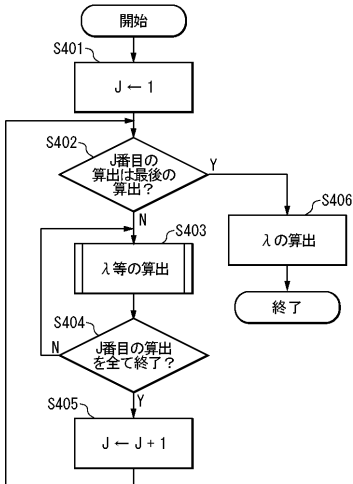 開始
S401
J ← 1
S402
J番目の
算出は最後の
算出？
Y
N
S406
λの算出
終了
S403
λ等の算出
S404
J番目の算出
を全て終了？
N
Y
S405
J ← J + 1